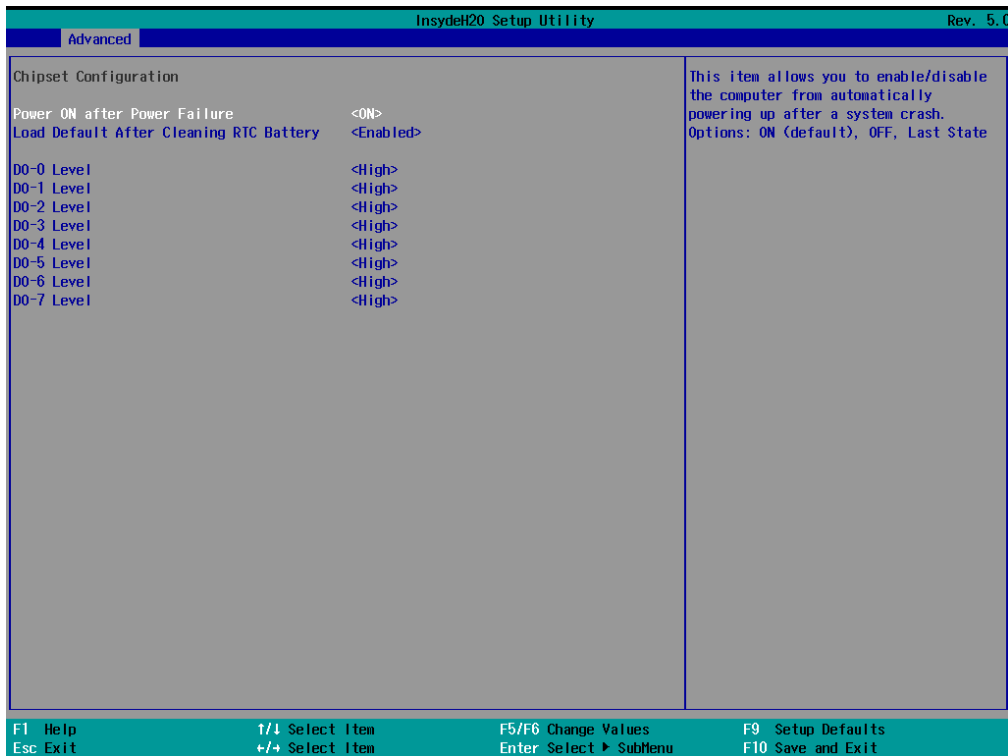 InsydeH20 Setup Utility Rev. 5.0
Advanced
Chipset Configuration
Power ON after Power Failure <ON>
Load Default After Cleaning RTC Battery <Enabled>
DO-0 Level <High>
DO-1 Level <High>
DO-2 Level <High>
DO-3 Level <High>
DO-4 Level <High>
DO-5 Level <High>
DO-6 Level <High>
DO-7 Level <High>
This item allows you to enable/disable
the computer from automatically
powering up after a system crash.
Options: ON (default), OFF, Last State
F1 Help ↑/↓ Select Item F5/F6 Change Values F9 Setup Defaults
Esc Exit ←/→ Select Item Enter Select ▶ SubMenu F10 Save and Exit